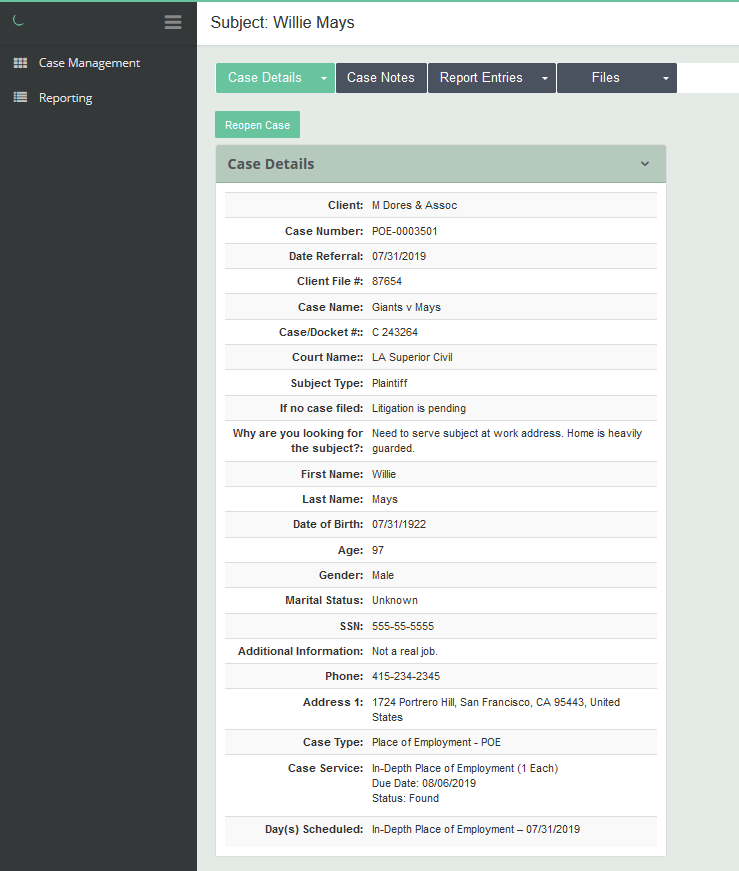 Subject: Willie Mays
Case Management
Reporting
Case Details
Case Notes
Report Entries
Files
Reopen Case
Case Details
Client: M Dores & Assoc
Case Number: POE-0003501
Date Referral: 07/31/2019
Client File #: 87654
Case Name: Giants v Mays
Case/Docket #:: C 243264
Court Name:: LA Superior Civil
Subject Type: Plaintiff
If no case filed: Litigation is pending
Why are you looking for Need to serve subject at work address. Home is heavily
the subject?: guarded.
First Name: Willie
Last Name: Mays
Date of Birth: 07/31/1922
Age: 97
Gender: Male
Marital Status: Unknown
SSN: 555-55-5555
Additional Information: Not a real job.
Phone: 415-234-2345
Address 1: 1724 Portrero Hill, San Francisco, CA 95443, United
States
Case Type: Place of Employment - POE
Case Service: In-Depth Place of Employment (1 Each)
Due Date: 08/06/2019
Status: Found
Day(s) Scheduled: In-Depth Place of Employment – 07/31/2019